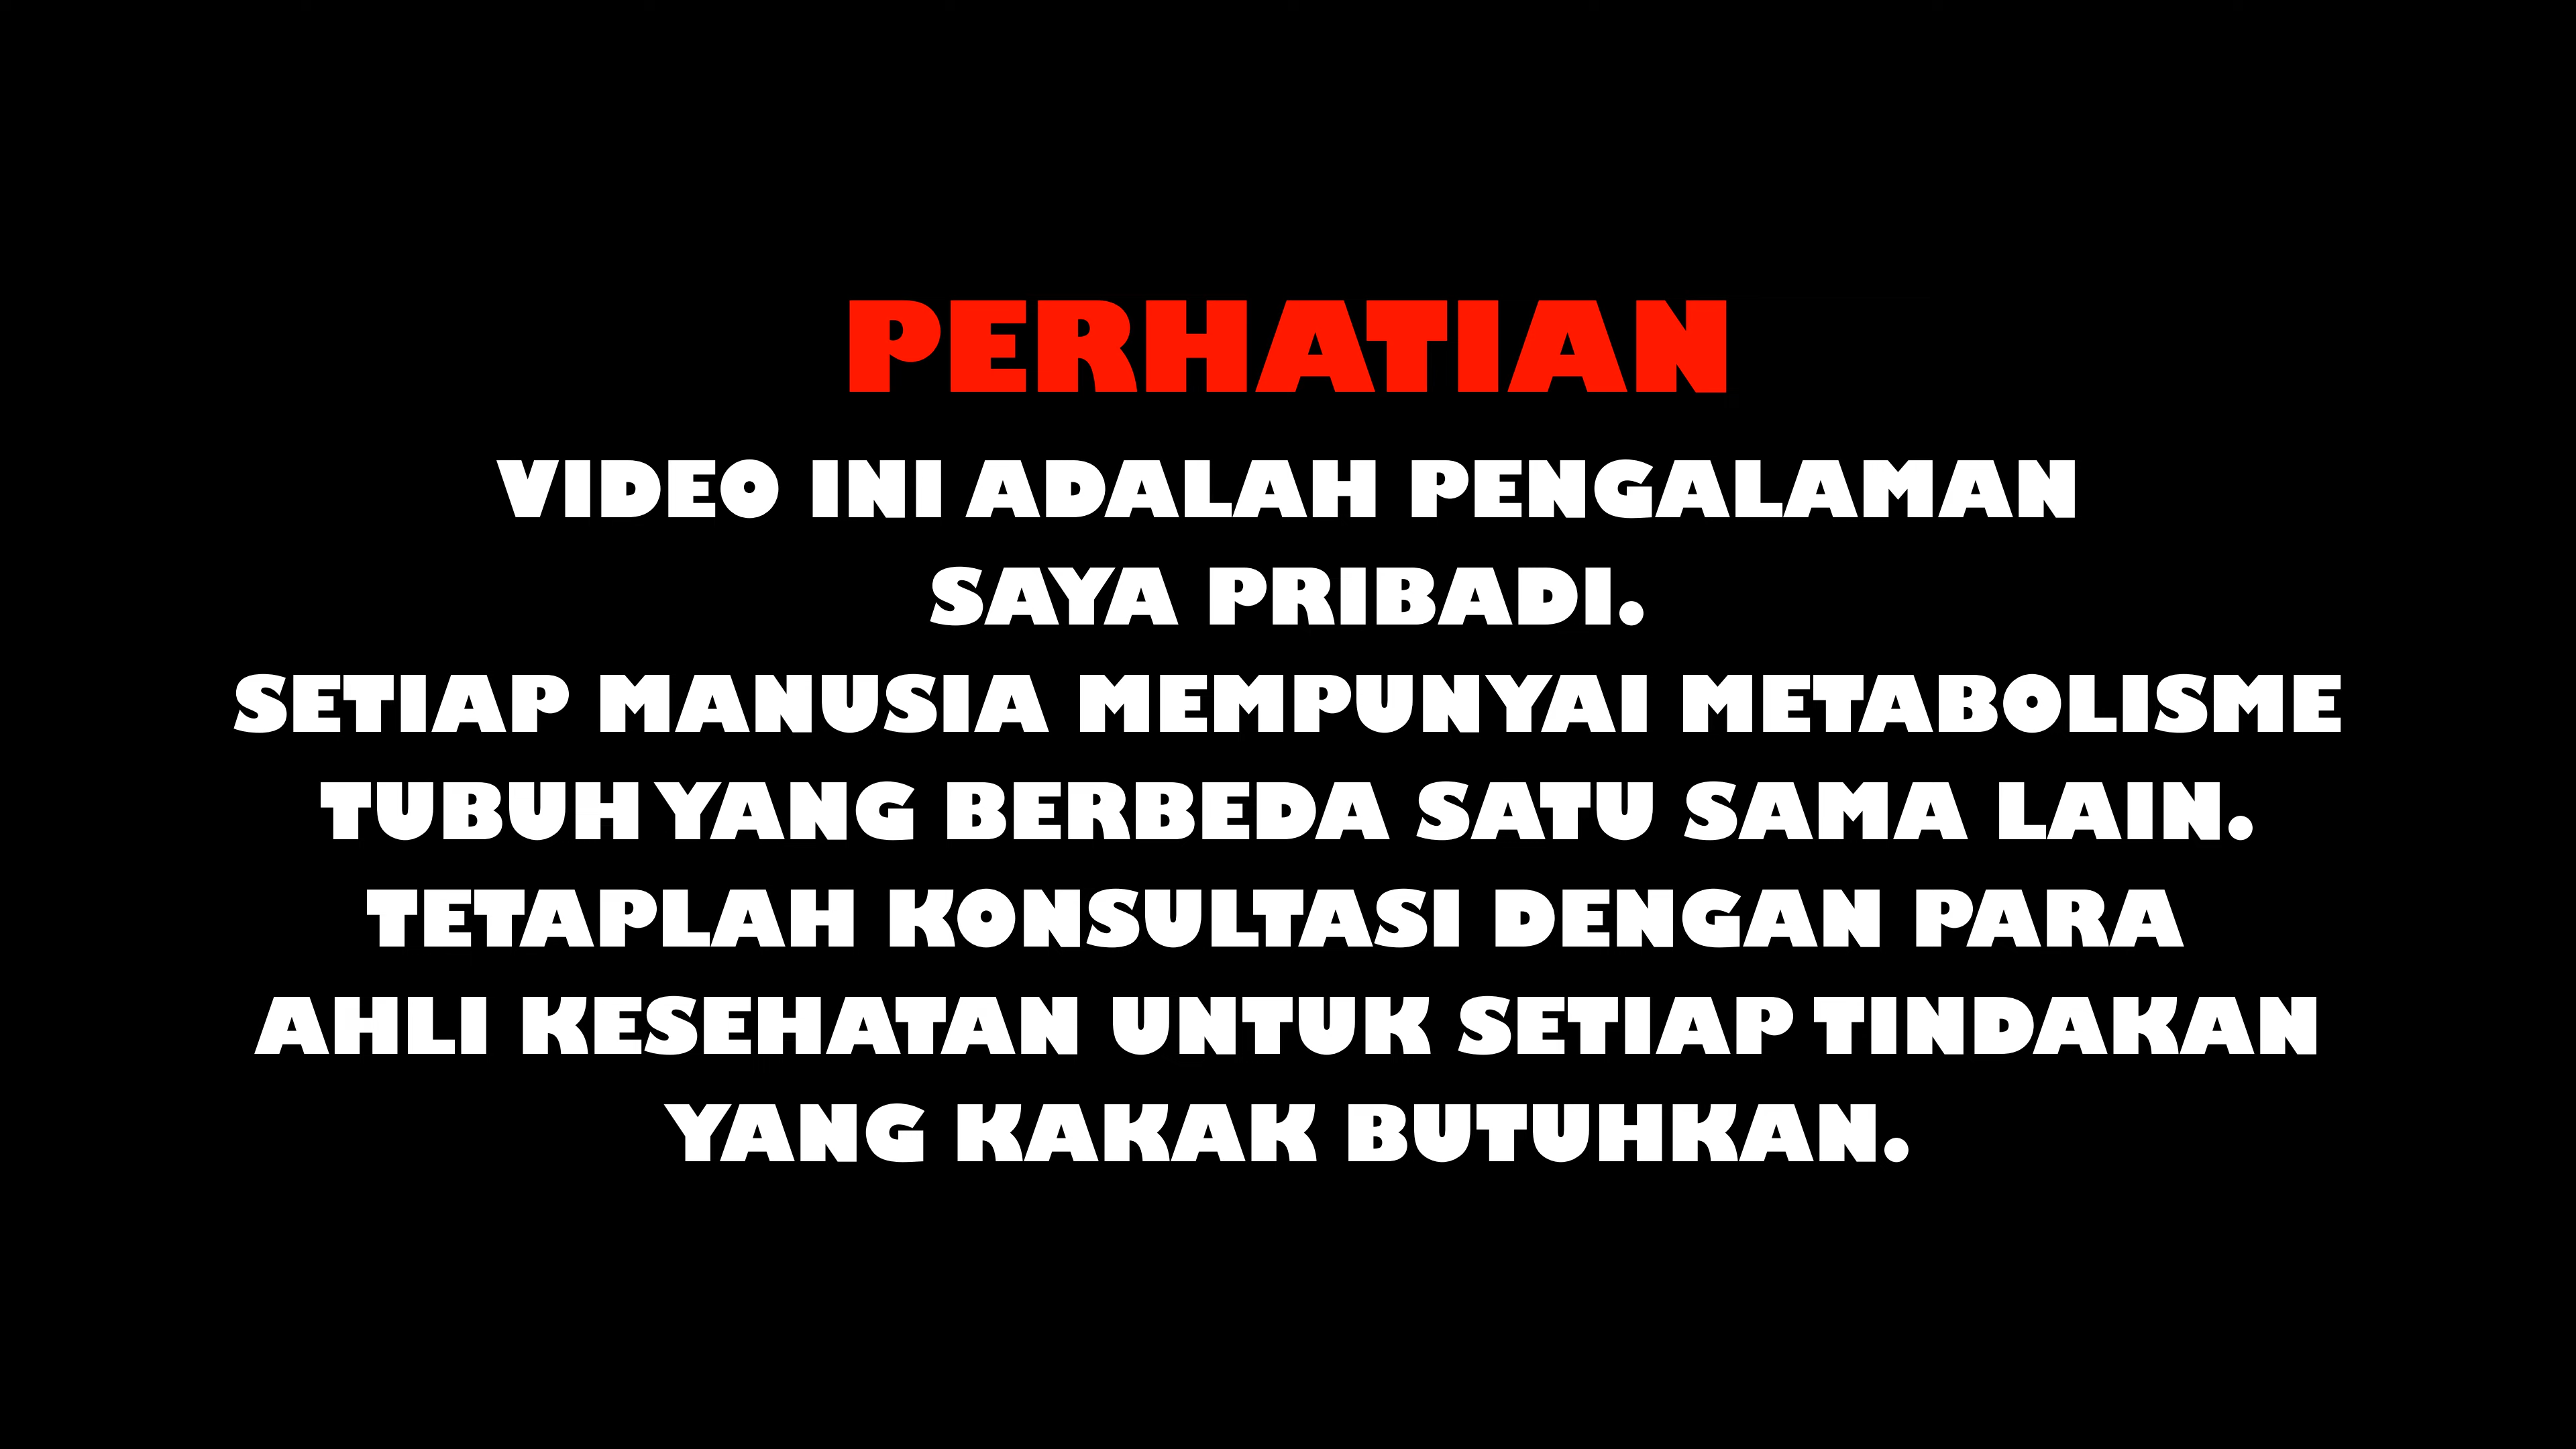 PERHATIAN
VIDEO INI ADALAH PENGALAMAN
SAYA PRIBADI.
SETIAP MANUSIA MEMPUNYAI METABOLISME
TUBUH YANG BERBEDA SATU SAMA LAIN.
TETAPLAH KONSULTASI DENGAN PARA
AHLI KESEHATAN UNTUK SETIAP TINDAKAN
YANG KAKAK BUTUHKAN.